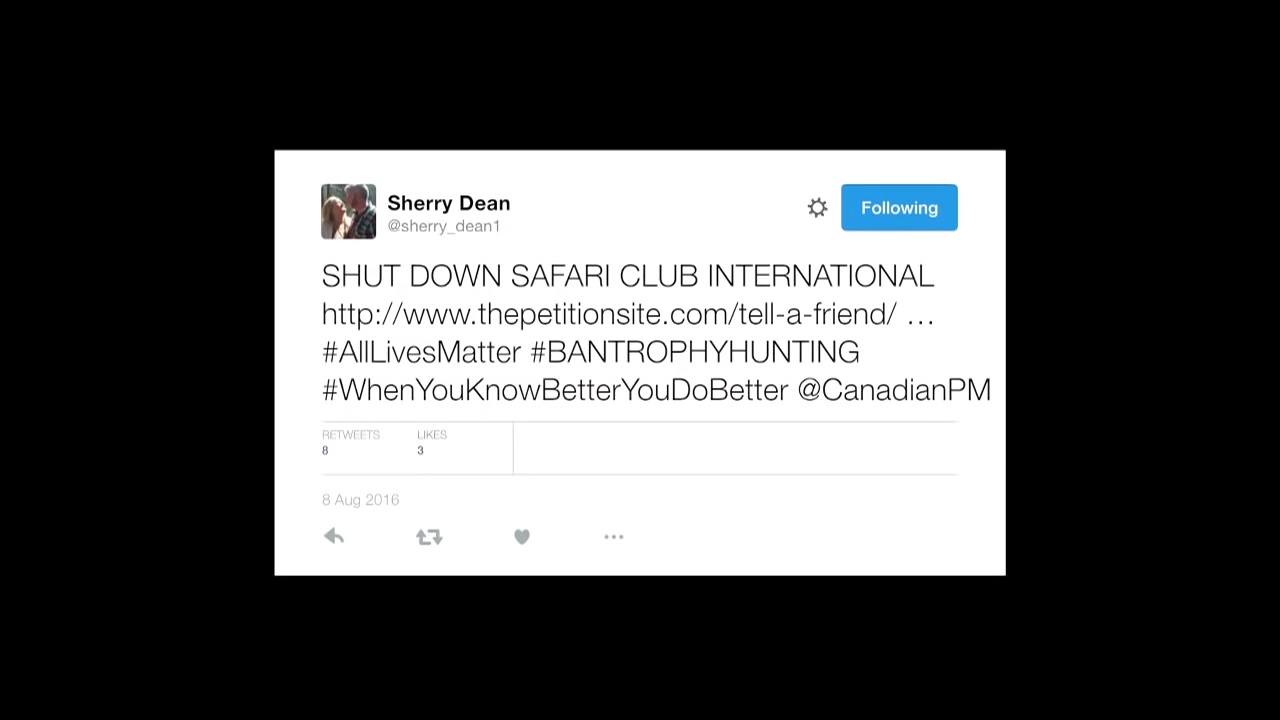 Sherry Dean
@sherry_dean1
Following
SHUT DOWN SAFARI CLUB INTERNATIONAL
http://www.thepetitionsite.com/tell-a-friend/ …
#AllLivesMatter #BANTROPHYHUNTING
#WhenYouKnowBetterYouDoBetter @CanadianPM
RETWEETS LIKES
8 3
8 Aug 2016